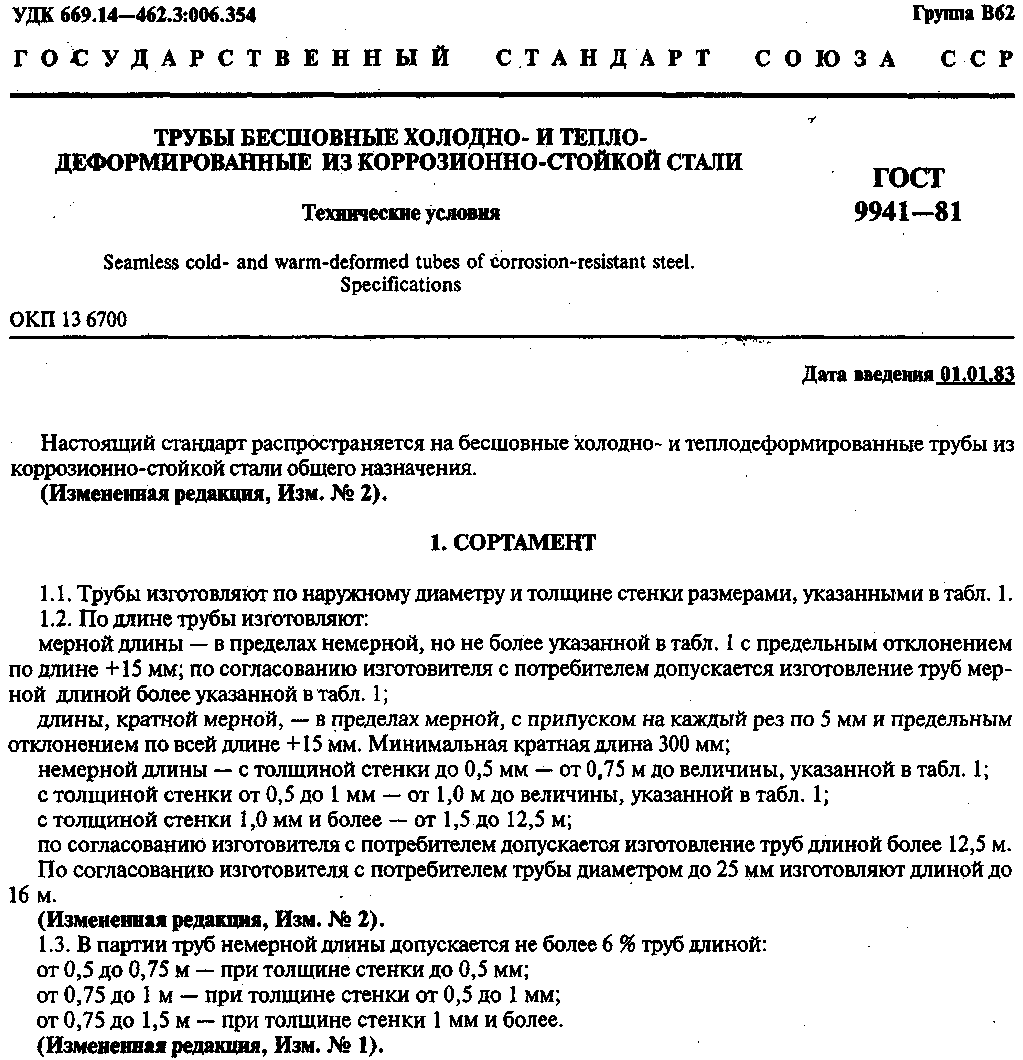 УДК 669.14—462.3:006.354 Группа В62
ГОСУДАРСТВЕННЫЙ СТАНДАРТ СОЮЗА ССР
ТРУБЫ БЕСШОВНЫЕ ХОЛОДНО- И ТЕПЛО-
ДЕФОРМИРОВАННЫЕ ИЗ КОРРОЗИОННО-СТОЙКОЙ СТАЛИ
ГОСТ
Технические условия
9941—81
Seamless cold- and warm-deformed tubes of corrosion-resistant steel.
Specifications
ОКП 13 6700
Дата введения 01.01.83
Настоящий стандарт распространяется на бесшовные холодно- и теплодеформированные трубы из
коррозионно-стойкой стали общего назначения.
(Измененная редакция, Изм. № 2).
1. СОРТАМЕНТ
1.1. Трубы изготовляют по наружному диаметру и толщине стенки размерами, указанными в табл. 1.
1.2. По длине трубы изготовляют:
мерной длины — в пределах немерной, но не более указанной в табл. 1 с предельным отклонением
по длине +15 мм; по согласованию изготовителя с потребителем допускается изготовление труб мер-
ной длиной более указанной в табл. 1;
длины, кратной мерной, — в пределах мерной, с припуском на каждый рез по 5 мм и предельным
отклонением по всей длине +15 мм. Минимальная кратная длина 300 мм;
немерной длины — с толщиной стенки до 0,5 мм — от 0,75 м до величины, указанной в табл. 1;
с толщиной стенки от 0,5 до 1 мм — от 1,0 м до величины, указанной в табл. 1;
с толщиной стенки 1,0 мм и более — от 1,5 до 12,5 м;
по согласованию изготовителя с потребителем допускается изготовление труб длиной более 12,5 м.
По согласованию изготовителя с потребителем трубы диаметром до 25 мм изготовляют длиной до
16 м.
(Измененная редакция, Изм. № 2).
1.3. В партии труб немерной длины допускается не более 6 % труб длиной:
от 0,5 до 0,75 м — при толщине стенки до 0,5 мм;
от 0,75 до 1 м — при толщине стенки от 0,5 до 1 мм;
от 0,75 до 1,5 м — при толщине стенки 1 мм и более.
(Измененная редакция, Изм. № 1).